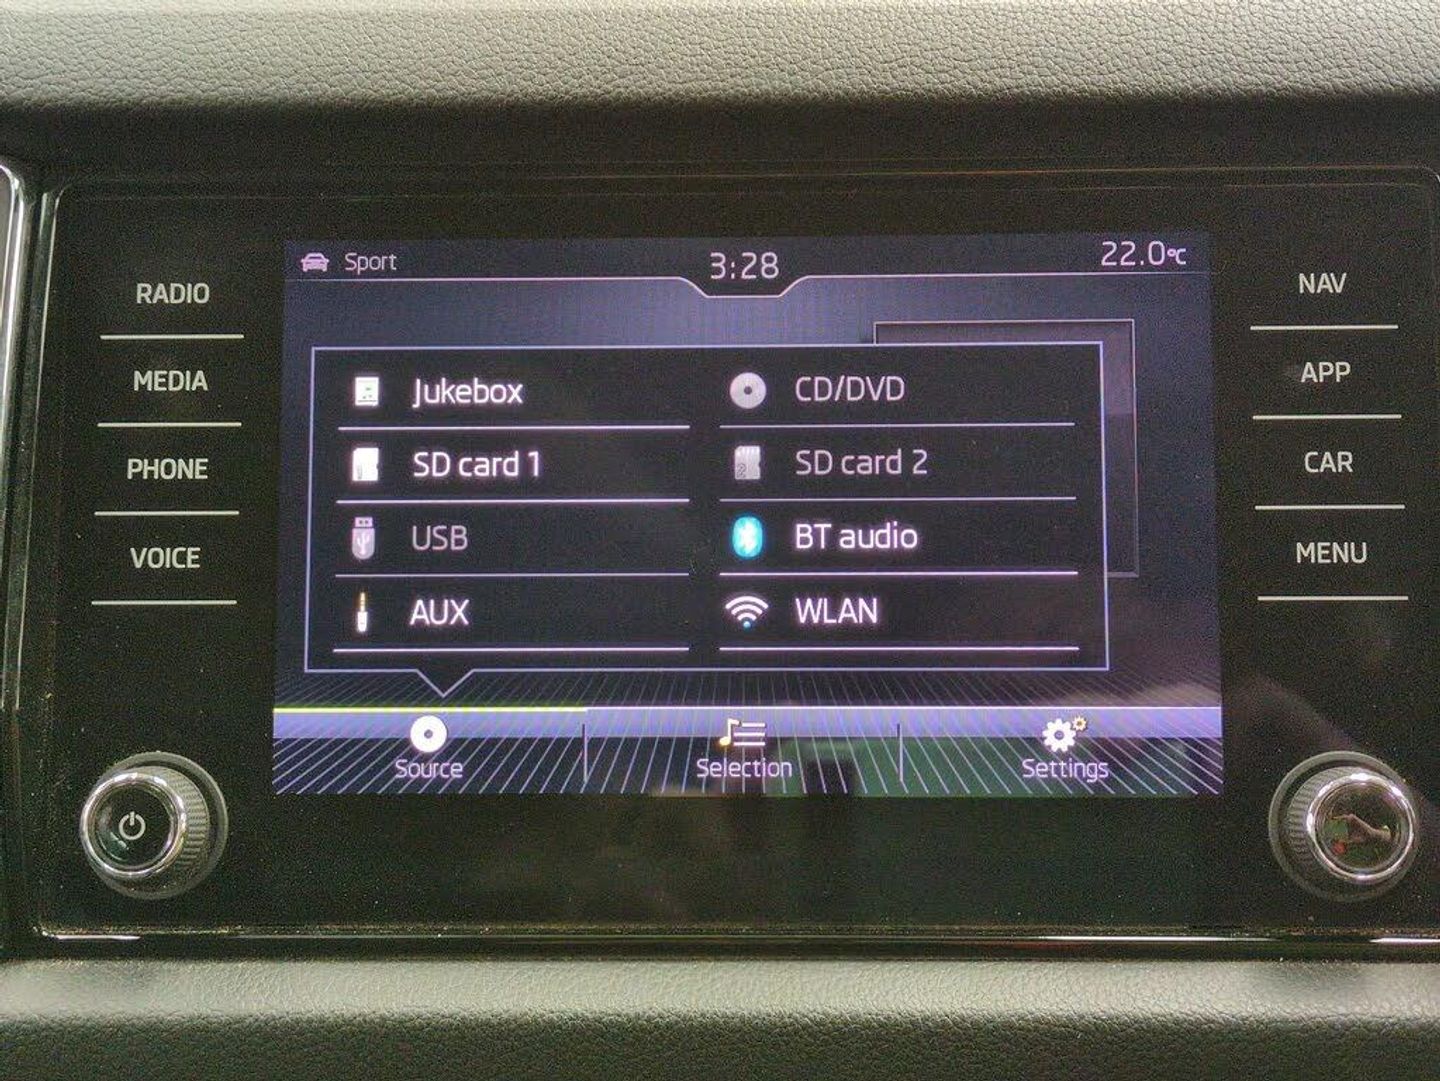 Sport
3:28
22.0°C
RADIO
MEDIA
PHONE
VOICE
Jukebox
CD/DVD
SD card 1
SD card 2
USB
BT audio
AUX
WLAN
Source
Selection
Settings
NAV
APP
CAR
MENU